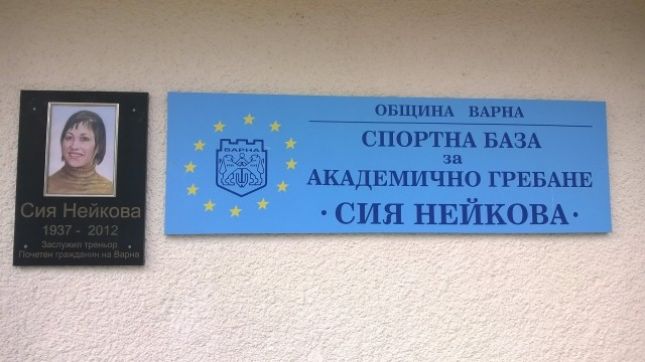 Сия Нейкова
1937 - 2012
Заслужил треньор
Почетен гражданин на Варна
ВАРНА
ОБЩИНА ВАРНА
СПОРТНА БАЗА
за
АКАДЕМИЧНО ГРЕБАНЕ
· СИЯ НЕЙКОВА ·